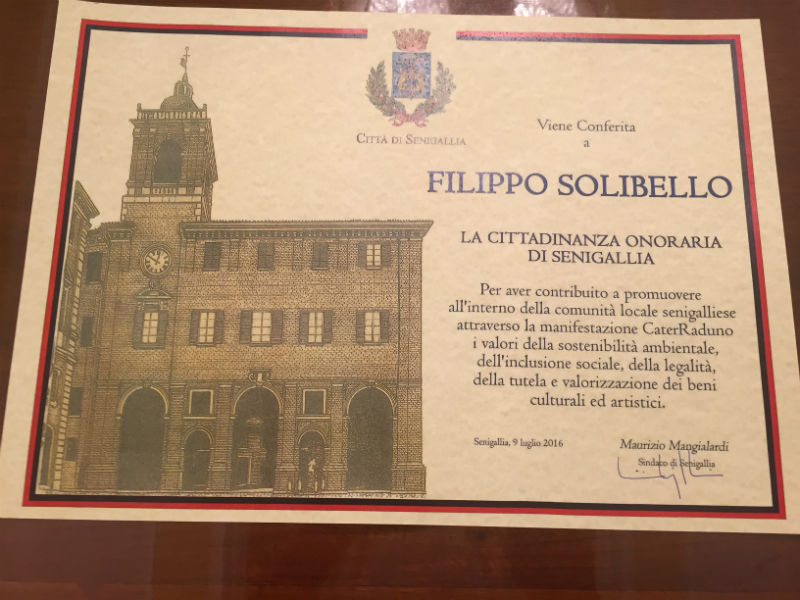 CITTÀ DI SENIGALLIA
Viene Conferita
a
FILIPPO SOLIBELLO
LA CITTADINANZA ONORARIA
DI SENIGALLIA
Per aver contribuito a promuovere
all'interno della comunità locale senigalliese
attraverso la manifestazione CaterRaduno
i valori della sostenibilità ambientale,
dell'inclusione sociale, della legalità,
della tutela e valorizzazione dei beni
culturali ed artistici.
Senigallia, 9 luglio 2016
Maurizio Mangialardi
Sindaco di Senigallia